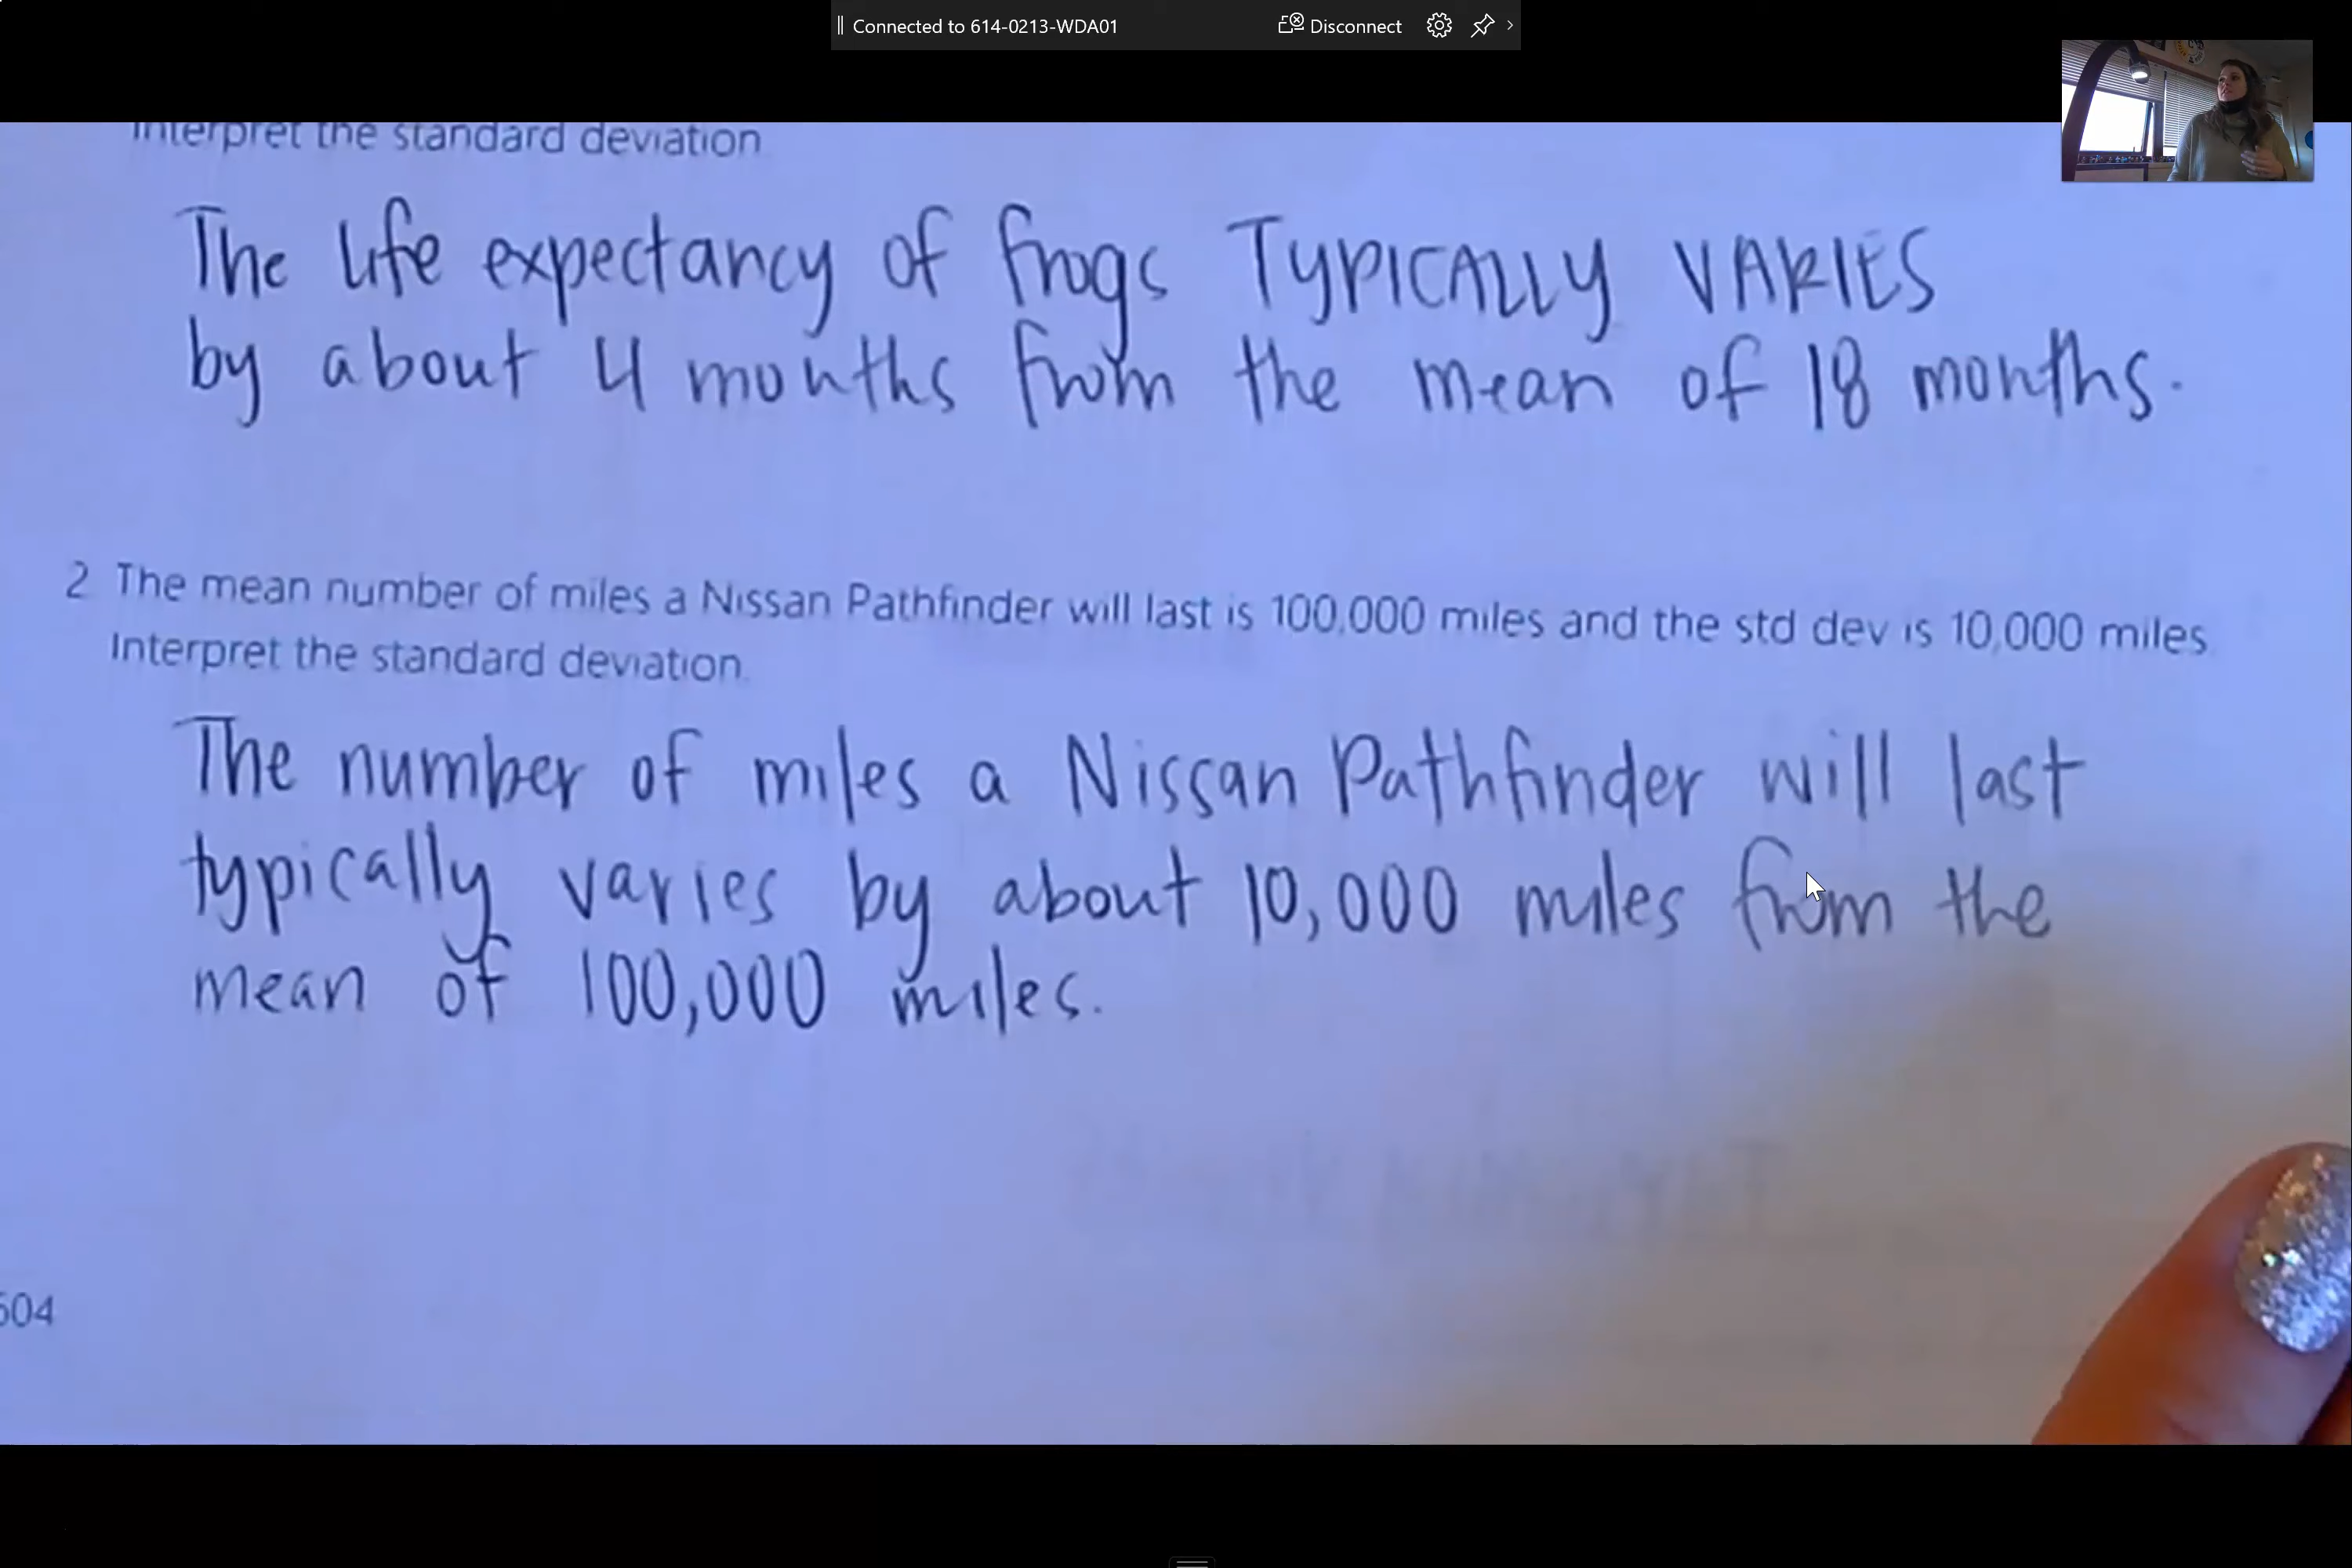 Connected to 614-0213-WDA01 Disconnect
Interpret the standard deviation
The life expectancy of frogs TYPICALLY VARIES
by about 4 months from the mean of 18 months.
2 The mean number of miles a Nissan Pathfinder will last is 100,000 miles and the std dev is 10,000 miles
Interpret the standard deviation.
The number of miles a Nissan Pathfinder will last
typically varies by about 10,000 miles from the
mean of 100,000 miles.
604